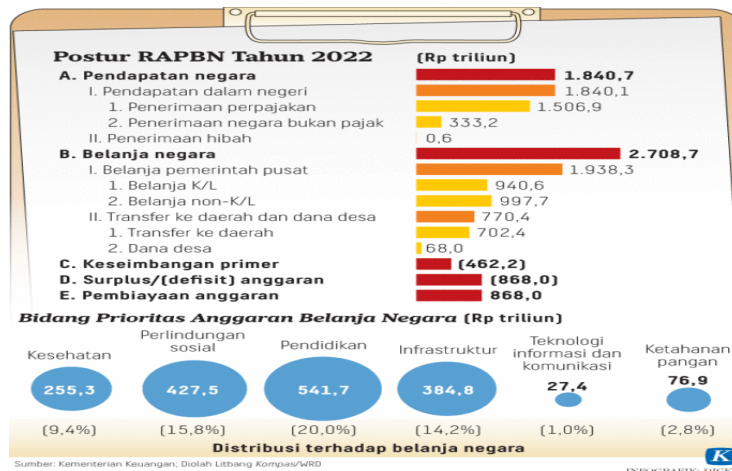 Postur RAPBN Tahun 2022 (Rp triliun)
A. Pendapatan negara 1.840,7
I. Pendapatan dalam negeri 1.840,1
1. Penerimaan perpajakan 1.506,9
2. Penerimaan negara bukan pajak 333,2
II. Penerimaan hibah 0,6
B. Belanja negara 2.708,7
I. Belanja pemerintah pusat 1.938,3
1. Belanja K/L 940,6
2. Belanja non-K/L 997,7
II. Transfer ke daerah dan dana desa 770,4
1. Transfer ke daerah 702,4
2. Dana desa 68,0
C. Keseimbangan primer (462,2)
D. Surplus/(defisit) anggaran (868,0)
E. Pembiayaan anggaran 868,0
Bidang Prioritas Anggaran Belanja Negara (Rp triliun)
Kesehatan
255,3
(9,4%)
Perlindungan
sosial
427,5
(15,8%)
Pendidikan
541,7
(20,0%)
Infrastruktur
384,8
(14,2%)
Teknologi
informasi dan
komunikasi
27,4
(1,0%)
Ketahanan
pangan
76,9
(2,8%)
Distribusi terhadap belanja negara
Sumber: Kementerian Keuangan; Diolah Litbang Kompas/WRD
K